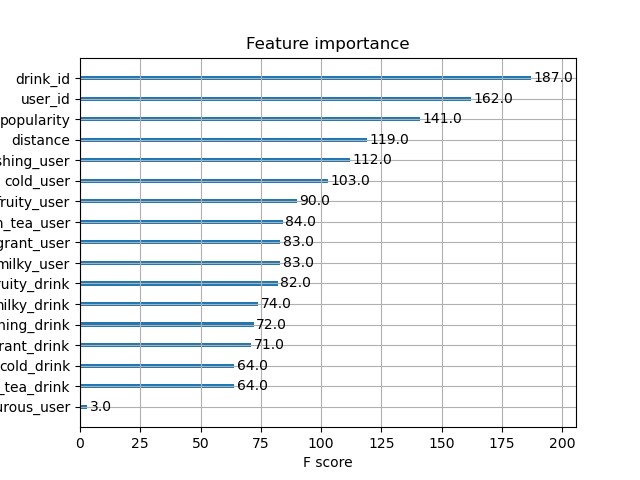 Feature importance
drink_id 187.0
user_id 162.0
popularity 141.0
distance 119.0
shing_user 112.0
cold_user 103.0
fruity_user 90.0
n_tea_user 84.0
grant_user 83.0
milky_user 83.0
uity_drink 82.0
nilky_drink 74.0
ning_drink 72.0
rant_drink 71.0
cold_drink 64.0
_tea_drink 64.0
urous_user 3.0
0 25 50 75 100 125 150 175 200
F score